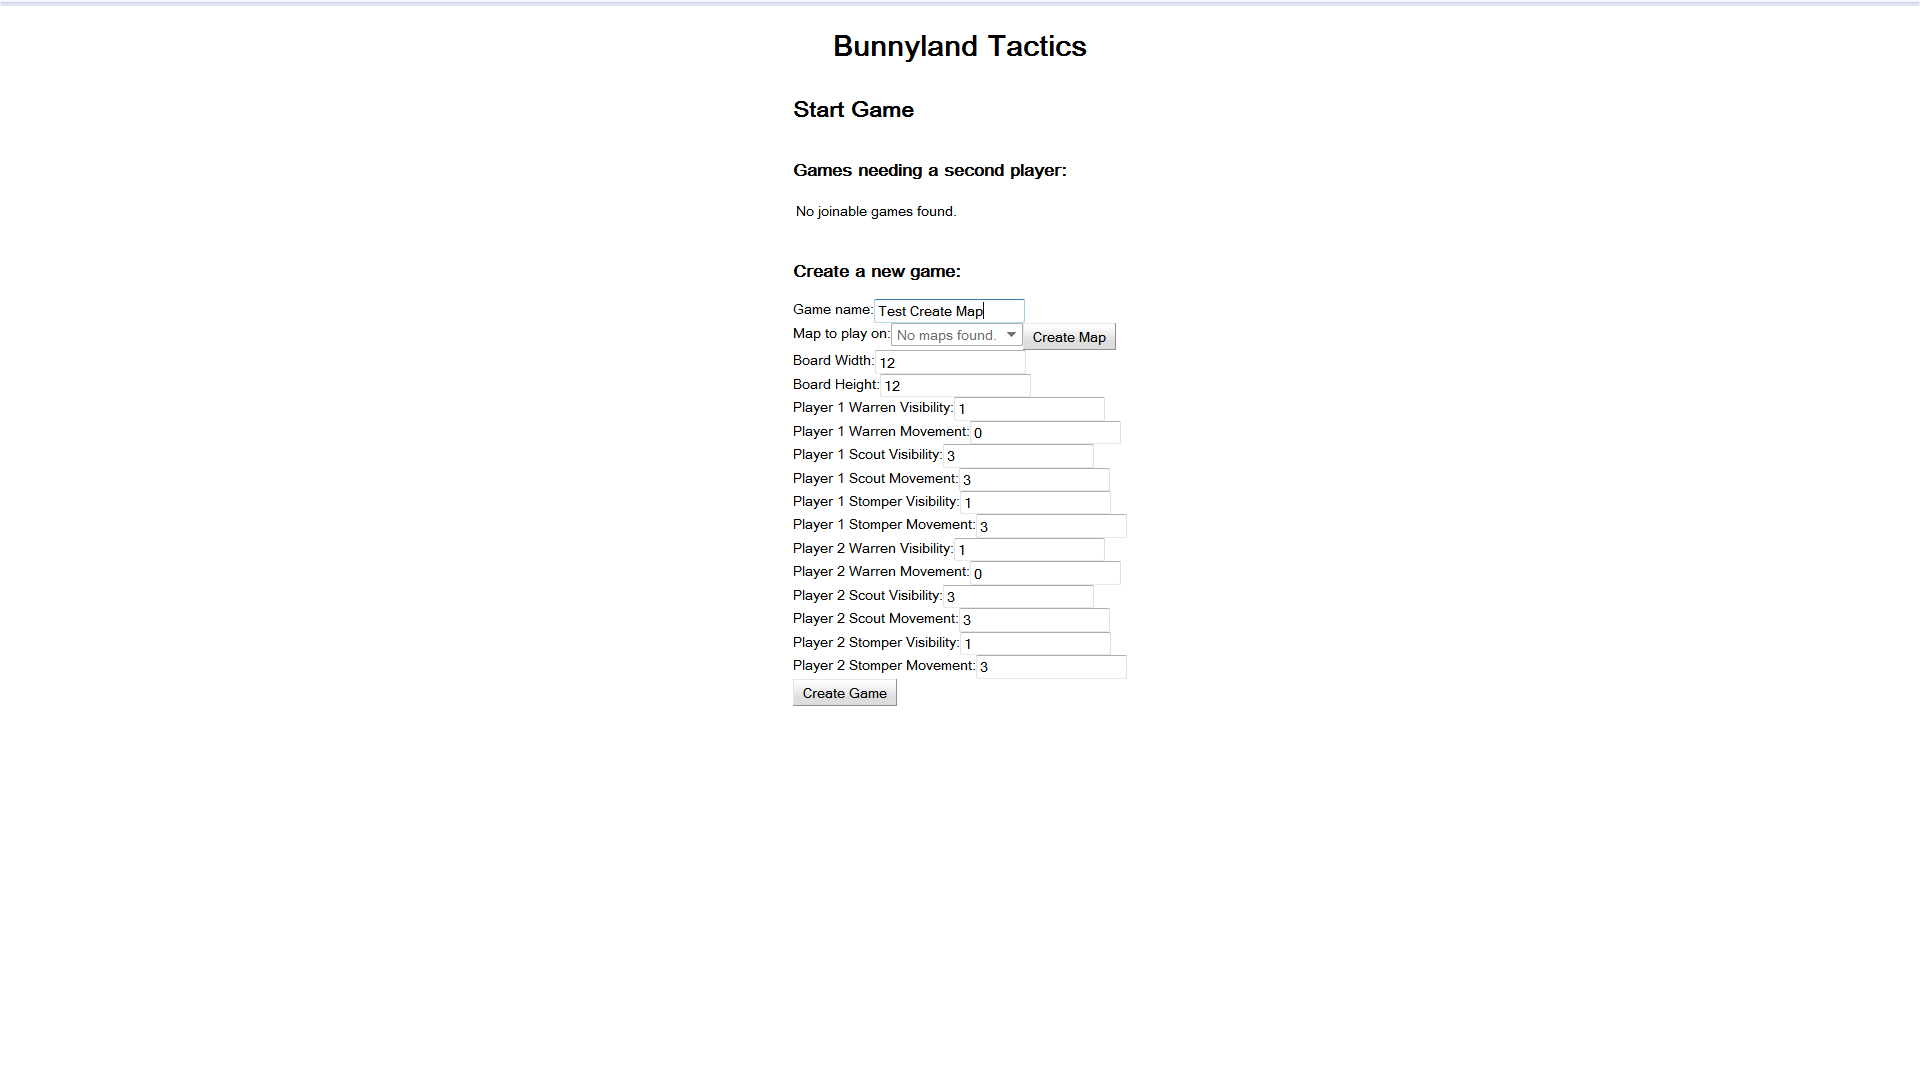 Bunnyland Tactics
Start Game
Games needing a second player:
No joinable games found.
Create a new game:
Game name: Test Create Map
Map to play on: No maps found. Create Map
Board Width: 12
Board Height: 12
Player 1 Warren Visibility: 1
Player 1 Warren Movement: 0
Player 1 Scout Visibility: 3
Player 1 Scout Movement: 3
Player 1 Stomper Visibility: 1
Player 1 Stomper Movement: 3
Player 2 Warren Visibility: 1
Player 2 Warren Movement: 0
Player 2 Scout Visibility: 3
Player 2 Scout Movement: 3
Player 2 Stomper Visibility: 1
Player 2 Stomper Movement: 3
Create Game